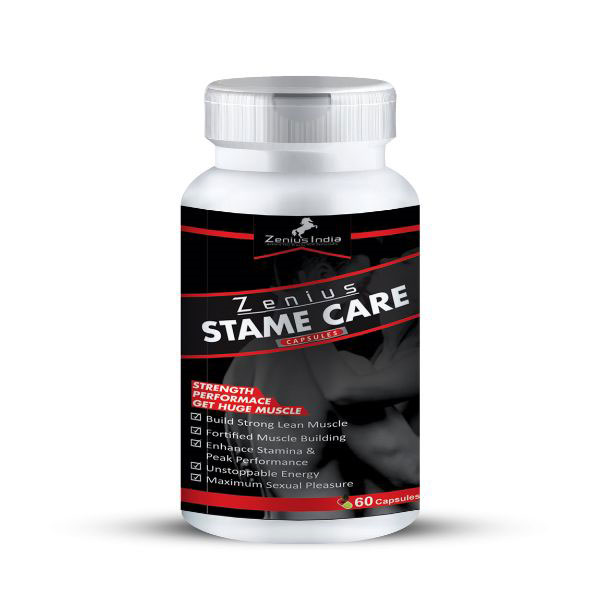 Zenius India
Zenius
STAME CARE
CAPSULES
STRENGTH
PERFORMACE
GET HUGE MUSCLE
Build Strong Lean Muscle
Fortified Muscle Building
Enhance Stamina &
Peak Performance
Unstoppable Energy
Maximum Sexual Pleasure
60 Capsules